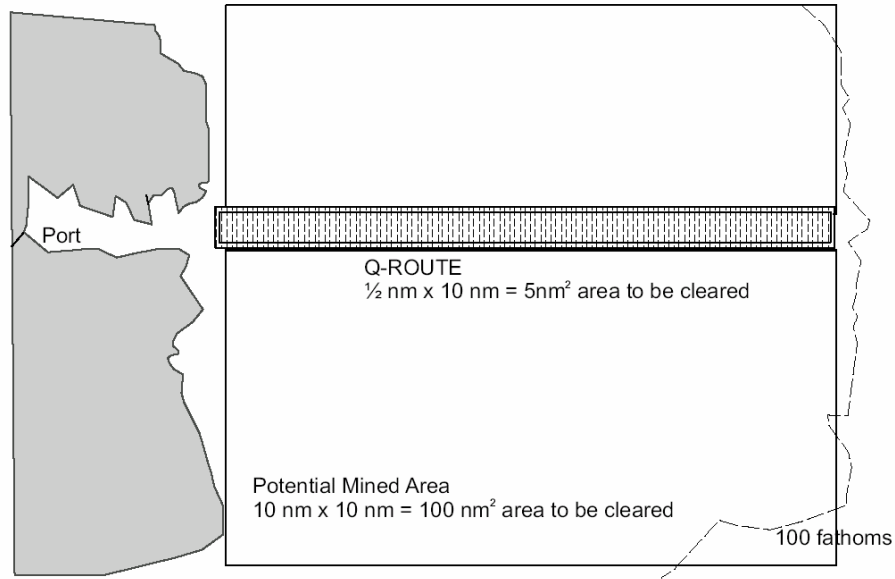 Port
Q-ROUTE
½ nm x 10 nm = 5nm² area to be cleared
Potential Mined Area
10 nm x 10 nm = 100 nm² area to be cleared
100 fathoms